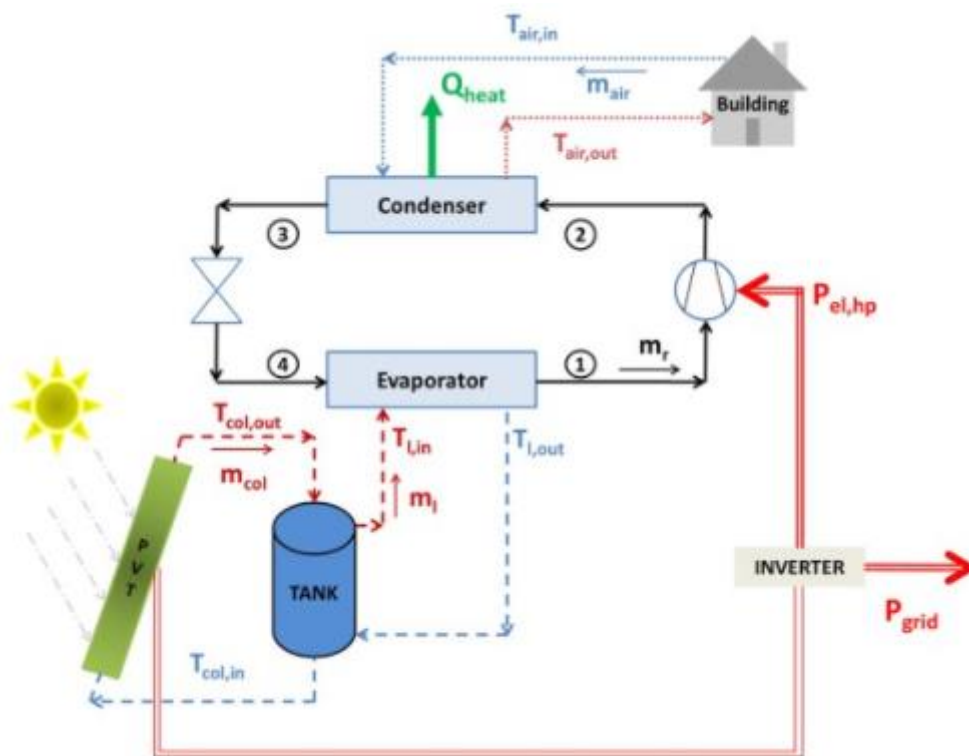 T_air,in
m_air
Q_heat
Building
T_air,out
Condenser
3
2
P_el,hp
4
Evaporator
1
m_r
T_col,out
T_l,in
T_l,out
m_col
m_l
PVT
TANK
INVERTER
P_grid
T_col,in